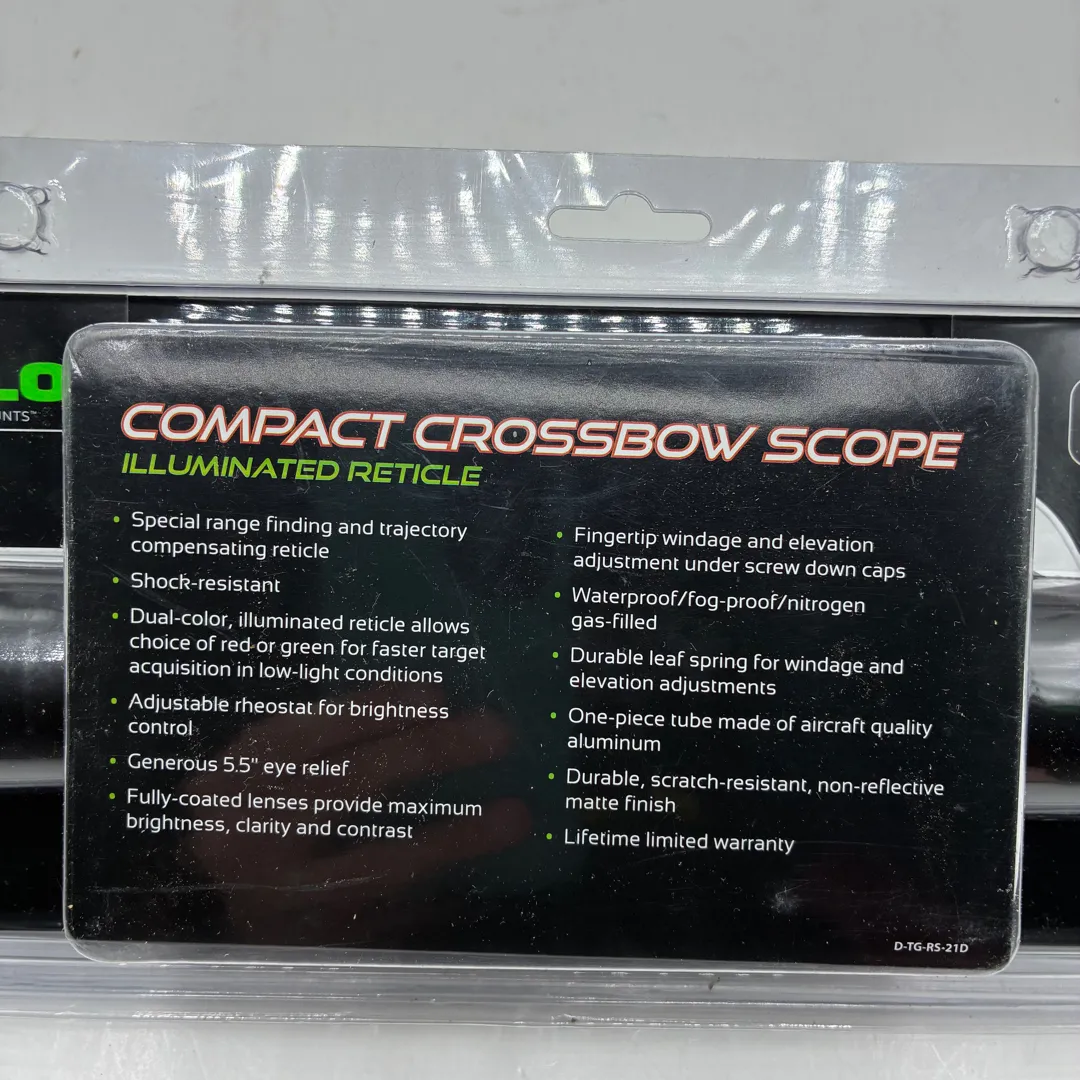 LO
NTS™
COMPACT CROSSBOW SCOPE
ILLUMINATED RETICLE
• Special range finding and trajectory
compensating reticle
• Shock-resistant
• Dual-color, illuminated reticle allows
choice of red or green for faster target
acquisition in low-light conditions
• Adjustable rheostat for brightness
control
• Generous 5.5" eye relief
• Fully-coated lenses provide maximum
brightness, clarity and contrast
• Fingertip windage and elevation
adjustment under screw down caps
• Waterproof/fog-proof/nitrogen
gas-filled
• Durable leaf spring for windage and
elevation adjustments
• One-piece tube made of aircraft quality
aluminum
• Durable, scratch-resistant, non-reflective
matte finish
• Lifetime limited warranty
D-TG-RS-21D